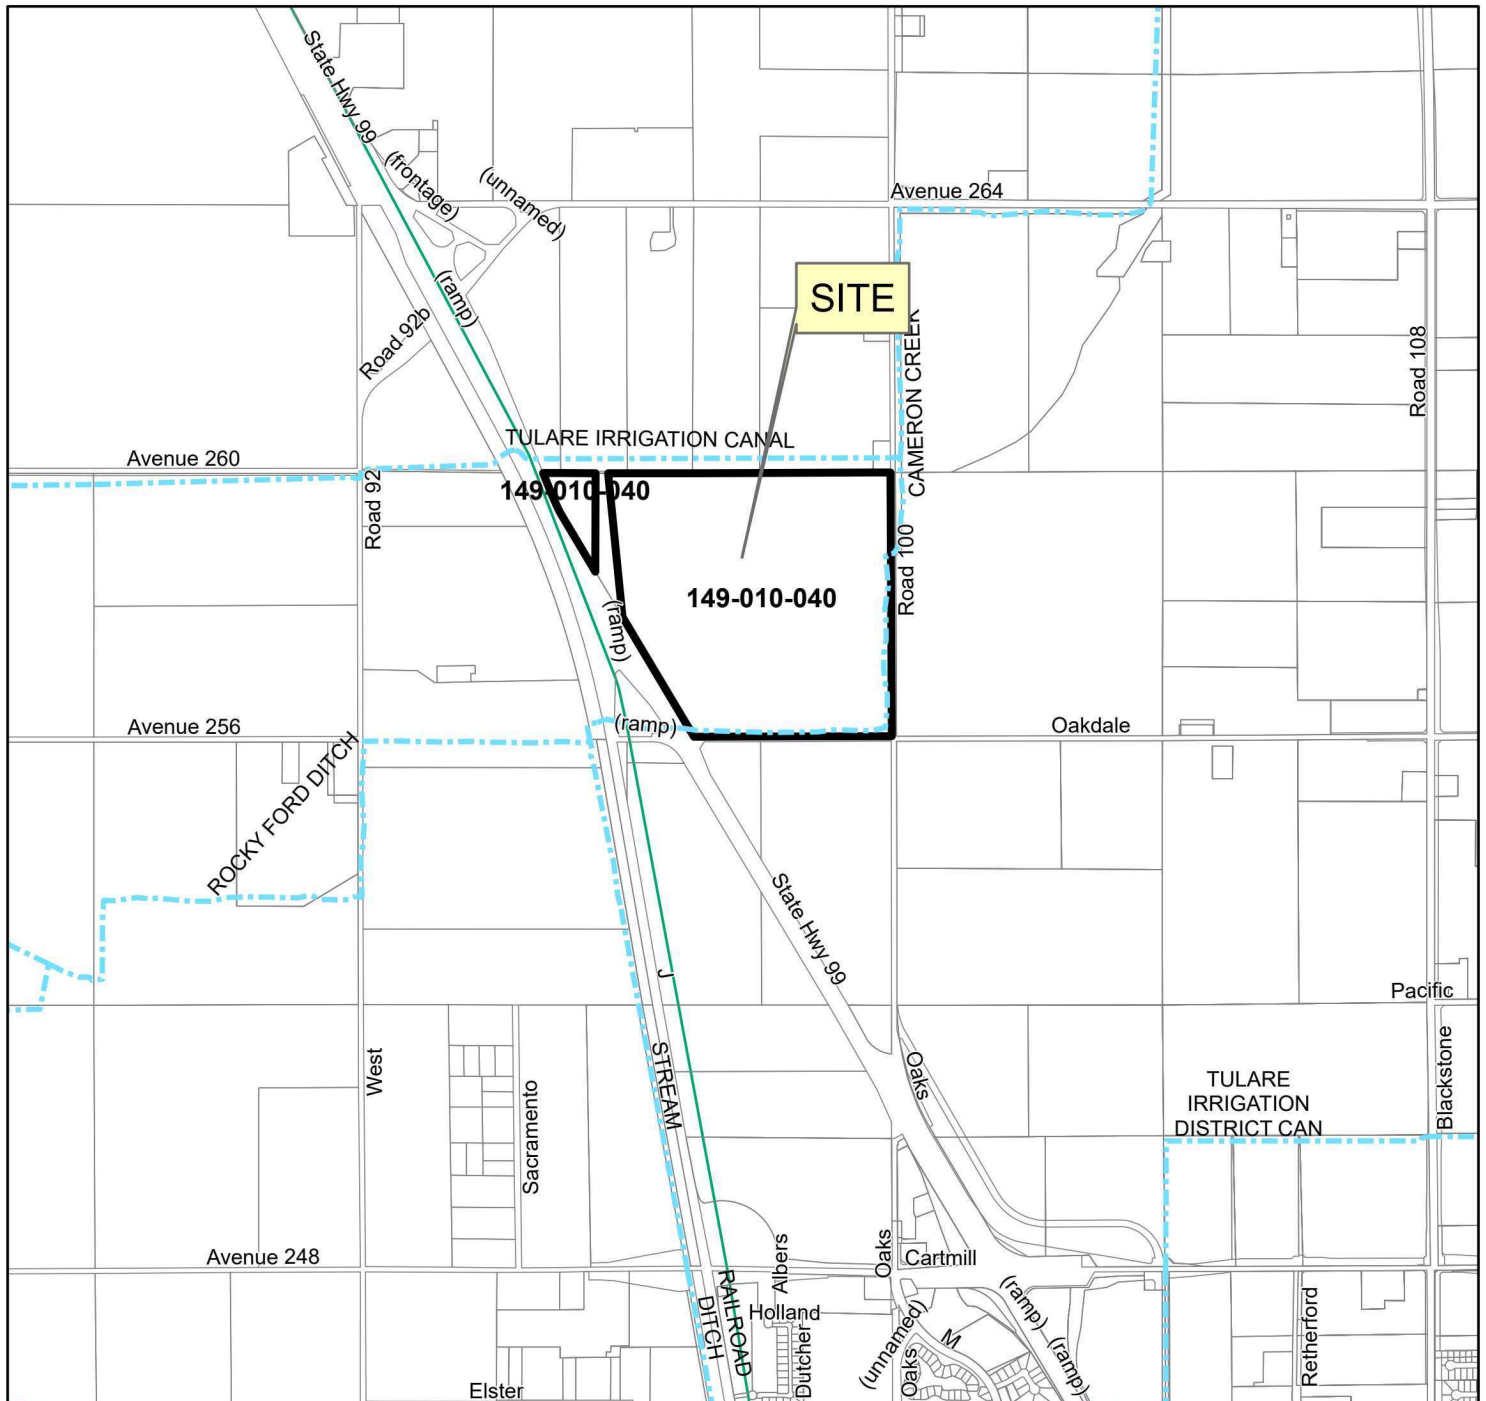 State Hwy 99
(frontage)
(unnamed)
Avenue 264
(ramp)
SITE
Road 92b
CAMERON CREEK
Road 108
TULARE IRRIGATION CANAL
Avenue 260
149-010-040
Road 92
Road 100
149-010-040
(ramp)
Avenue 256
(ramp)
Oakdale
ROCKY FORD DITCH
State Hwy 99
J
Pacific
West
STREAM
Oaks
Sacramento
TULARE
IRRIGATION
DISTRICT CAN
Blackstone
Avenue 248
Albers
Oaks
Cartmill
RAILROAD
DITCH
Holland
Dutcher
(unnamed)
M
(ramp)
(ramp)
Oaks
Retherford
Elster